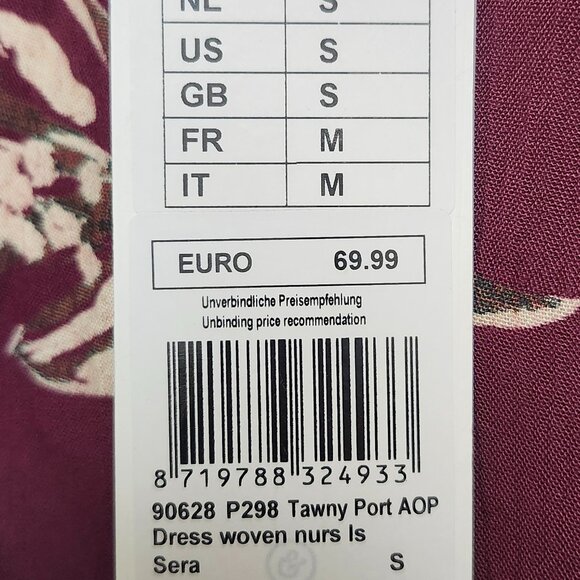 NL S
US S
GB S
FR M
IT M
EURO 69.99
Unverbindliche Preisempfehlung
Unbinding price recommendation
8 719788 324933
90628 P298 Tawny Port AOP
Dress woven nurs ls
Sera S